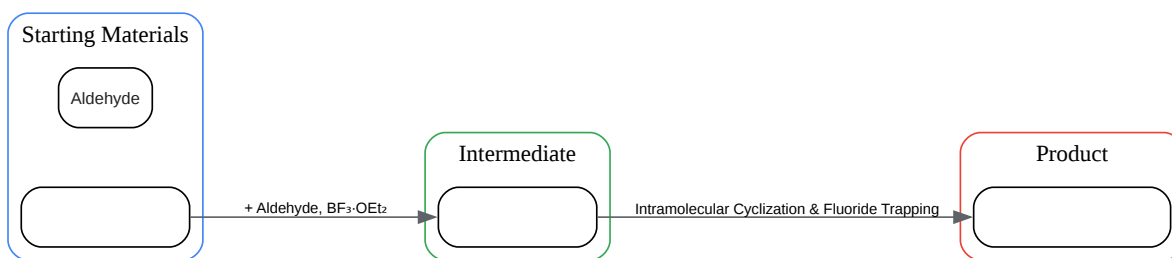 Starting Materials
Aldehyde
Intermediate
Product
+ Aldehyde, BF₃·OEt₂
Intramolecular Cyclization & Fluoride Trapping